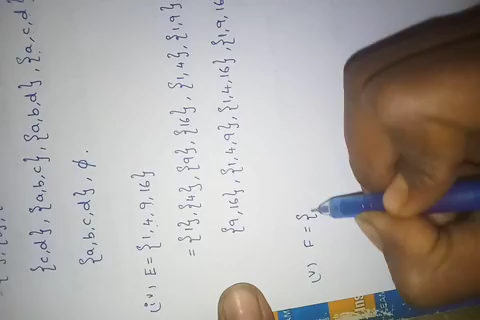 {c,d}, {a,b,c}, {a,b,d}, {a,c,d}
{a,b,c,d}, ϕ.
(iv) E = {1,4,9,16}
= {1}, {4}, {9}, {16}, {1,4}, {1,9}
{9,16}, {1,4,9}, {1,4,16}, {1,9,16
(v) F = {